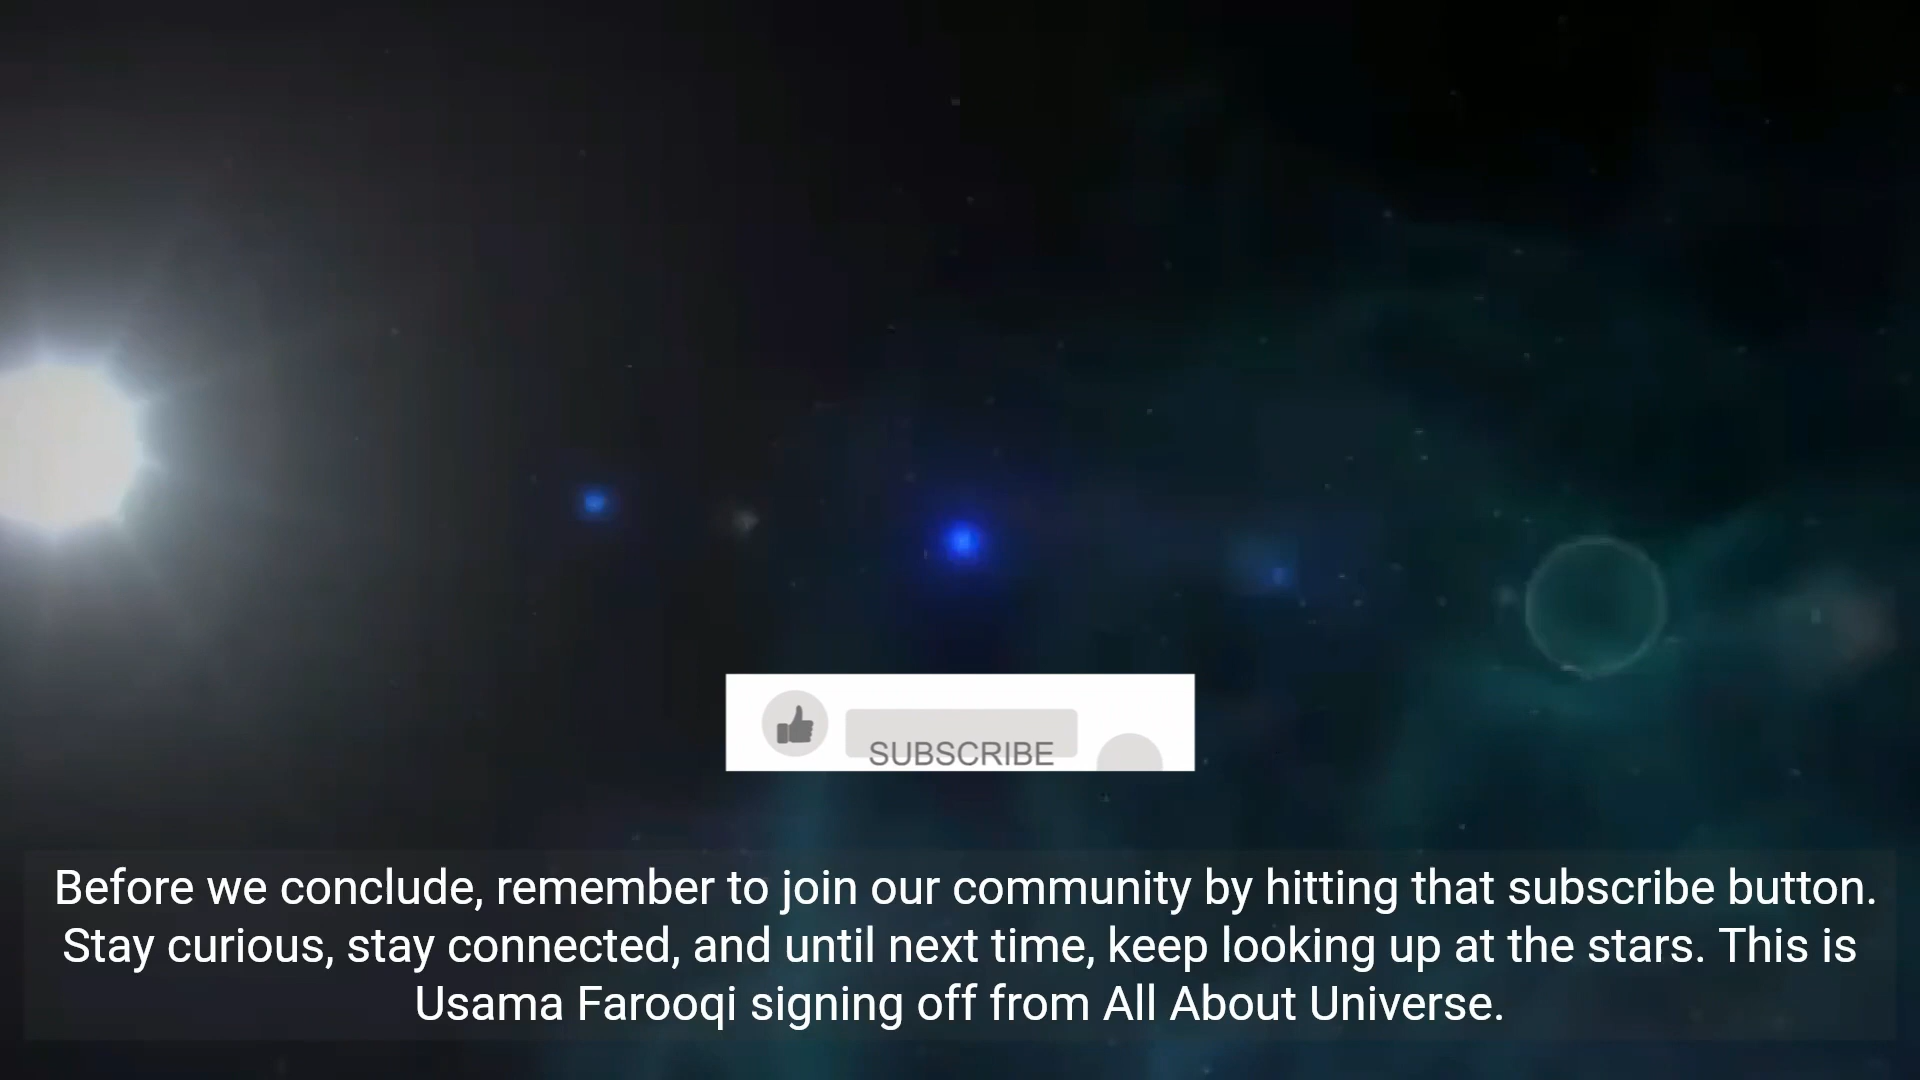 SUBSCRIBE
Before we conclude, remember to join our community by hitting that subscribe button.
Stay curious, stay connected, and until next time, keep looking up at the stars. This is
Usama Farooqi signing off from All About Universe.